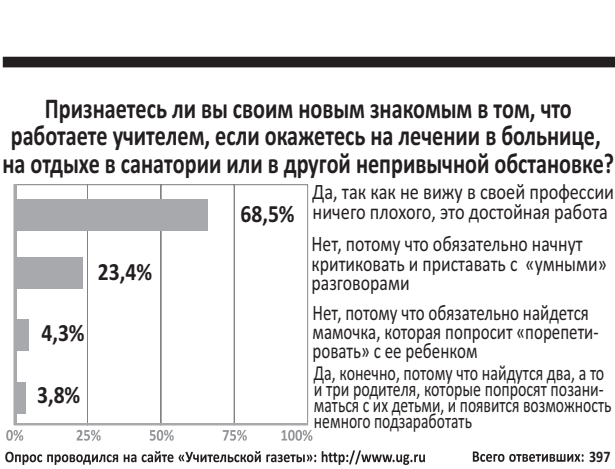 Признаетесь ли вы своим новым знакомым в том, что
работаете учителем, если окажетесь на лечении в больнице,
на отдыхе в санатории или в другой непривычной обстановке?
68,5%
Да, так как не вижу в своей профессии
ничего плохого, это достойная работа
23,4%
Нет, потому что обязательно начнут
критиковать и приставать с «умными»
разговорами
4,3%
Нет, потому что обязательно найдется
мамочка, которая попросит «порепети-
ровать» с ее ребенком
3,8%
Да, конечно, потому что найдутся два, а то
и три родителя, которые попросят позани-
маться с их детьми, и появится возможность
немного подзаработать
0% 25% 50% 75% 100%
Опрос проводился на сайте «Учительской газеты»: http://www.ug.ru Всего ответивших: 397